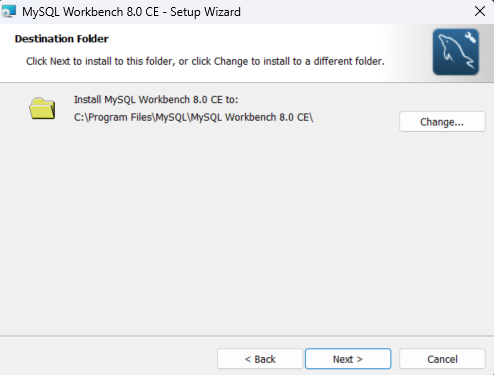 MySQL Workbench 8.0 CE - Setup Wizard
Destination Folder
Click Next to install to this folder, or click Change to install to a different folder.
Install MySQL Workbench 8.0 CE to:
C:\Program Files\MySQL\MySQL Workbench 8.0 CE\
Change...
< Back
Next >
Cancel